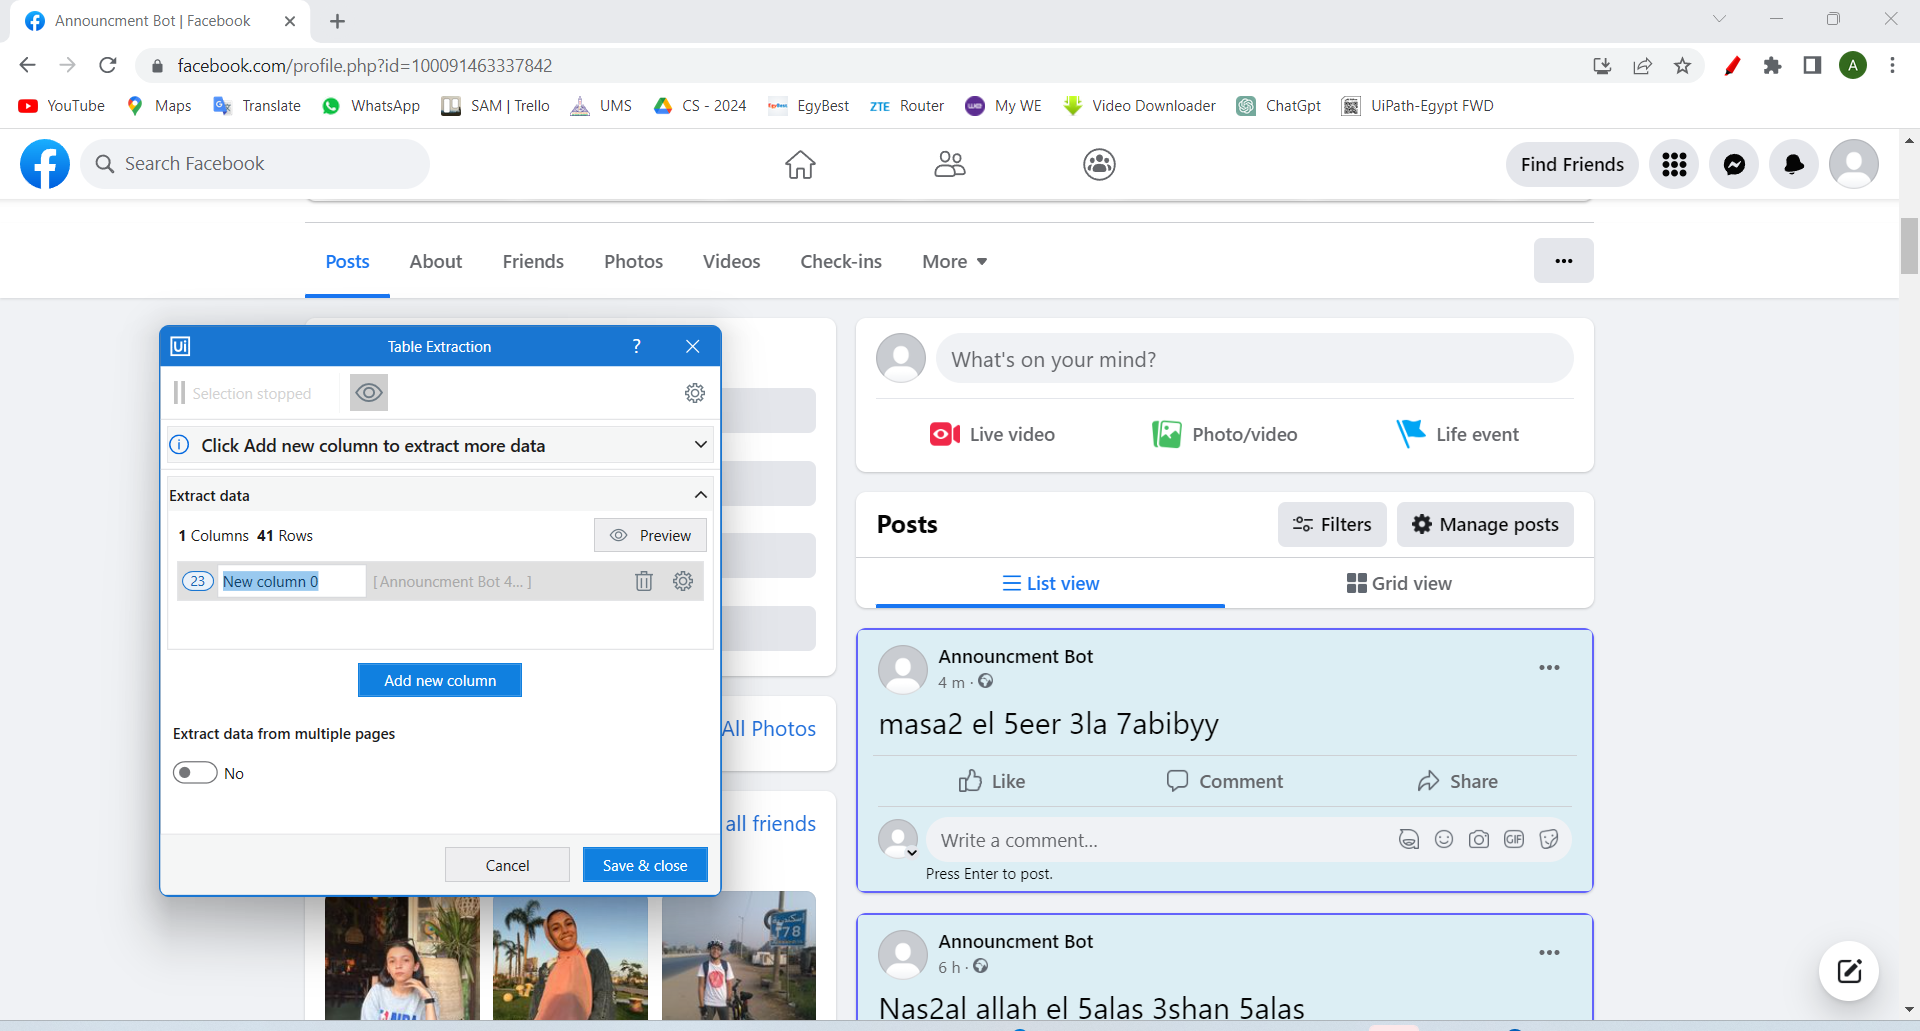 Announcment Bot | Facebook
facebook.com/profile.php?id=100091463337842
A
YouTube Maps Translate WhatsApp SAM | Trello UMS CS - 2024 EgyBest ZTE Router My WE Video Downloader ChatGpt UiPath-Egypt FWD
Search Facebook
Find Friends
Posts About Friends Photos Videos Check-ins More
Ui Table Extraction ?
Selection stopped
Click Add new column to extract more data
Extract data
1 Columns 41 Rows
Preview
23 New column 0 [ Announcment Bot 4... ]
Add new column
Extract data from multiple pages
No
Cancel Save & close
All Photos
all friends
إسكندرية
78
What's on your mind?
Live video Photo/video Life event
Posts Filters Manage posts
List view Grid view
Announcment Bot
4 m ·
masa2 el 5eer 3la 7abibyy
Like Comment Share
Write a comment... GIF
Press Enter to post.
Announcment Bot
6 h ·
Nas2al allah el 5alas 3shan 5alas